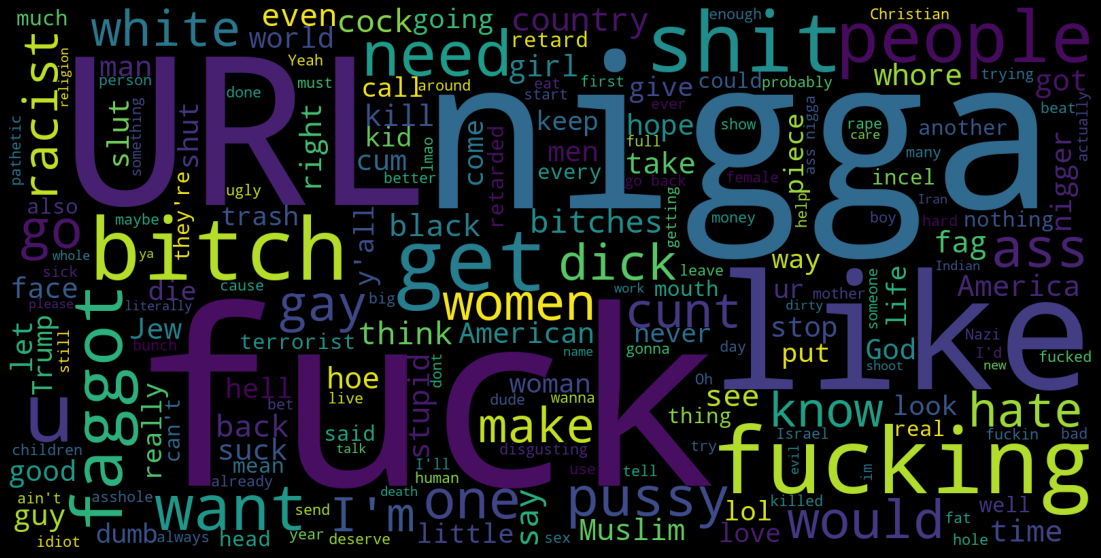 URL
nigga
fuck
like
shit
people
bitch
fucking
faggot
racist
white
need
get
women
want
u
go
ass
cunt
dick
gay
pussy
one
I'm
make
know
hate
would
even
cock
going
country
Christian
enough
much
world
retard
girl
whore
trying
got
religion
man
Yeah
must
call
around
eat
start
first
give
could
probably
person
done
kill
ever
beat
actually
pathetic
something
slut
shut
they're
right
kid
lmao
come
keep
hope
full
show
ass nigga
rape
care
piece
another
many
incel
nigger
ugly
cum
better
retarded
men
every
take
go back
female
help
Iran
also
maybe
trash
y'all
black
bitches
getting
money
boy
hard
nothing
whole
ya
fag
sick
face
die
cause
big
leave
way
Indian
please
literally
work
mouth
ur
dirty
mother
someone
life
America
let
Trump
still
bunch
Jew
terrorist
think
American
never
stop
God
Nazi
name
gonna
day
put
shoot
I'd
new
fucked
hell
hoe
live
stupid
dont
woman
Oh
see
dude
wanna
thing
look
really
can't
back
bet
suck
said
talk
try
real
fuckin
bad
children
good
mean
already
I'll
human
disgusting
use
tell
Israel
evil
im
ain't
asshole
death
killed
guy
send
say
lol
well
idiot
dumb
always
head
year
deserve
little
sex
Muslim
love
fat
hole
time